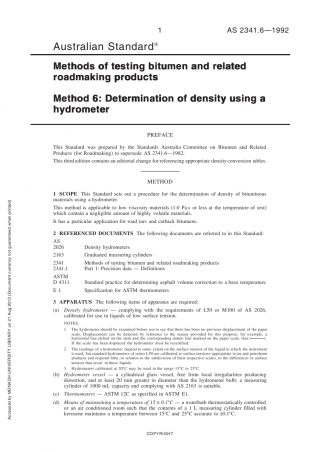 1
AS 2341.6—1992
Australian Standard®
Methods of testing bitumen and related
roadmaking products
Method 6: Determination of density using a
hydrometer
PREFACE
This Standard was prepared by the Standards Australia Committee on Bitumen and Related
Products (for Roadmaking) to supersede AS 2341.6—1982.
This third edition contains an editorial change for referencing appropriate density conversion tables.
METHOD
1 SCOPE This Standard sets out a procedure for the determination of density of bituminous
materials using a hydrometer.
This method is applicable to low viscosity materials (1.0 Pa.s or less at the temperature of test)
which contain a negligible amount of highly volatile materials.
It has a particular application for road tars and cutback bitumens.
2 REFERENCED DOCUMENTS The following documents are referred to in this Standard:
AS
2026 Density hydrometers
2163 Graduated measuring cylinders
2341 Methods of testing bitumen and related roadmaking products
2341.1 Part 1: Precision data — Definitions
ASTM
D 4311 Standard practice for determining asphalt volume correction to a base temperature
E 1 Specification for ASTM thermometers
3 APPARATUS The following items of apparatus are required:
(a) Density hydrometer — complying with the requirements of L50 or M100 of AS 2026,
calibrated for use in liquids of low surface tension.
NOTES:
1 The hydrometer should be examined before use to see that there has been no previous displacement of the paper
scale. Displacement can be detected by reference to the means provided for this purpose; for example, a
horizontal line etched on the stem and the corresponding datum line marked on the paper scale, thus
If the scale has been displaced the hydrometer must be recertified.
2 The readings of a hydrometer depend to some extent on the surface tension of the liquid in which the instrument
is used, but standard hydrometers of series L50 are calibrated at surface tensions appropriate to tar and petroleum
products and respond little, in relation to the subdivision of their respective scales, to the differences in surface
tension that occur in these liquids.
3 Hydrometers calibrated at 20°C may be used in the range 15°C to 25°C.
(b) Hydrometer vessel — a cylindrical glass vessel, free from local irregularities producing
distortion, and at least 20 mm greater in diameter than the hydrometer bulb; a measuring
cylinder of 1000 mL capacity and complying with AS 2163 is suitable.
(c) Thermometers — ASTM 12C as specified in ASTM E1.
(d) Means of maintaining a temperature of 15 ±0.1°C — a waterbath thermostatically controlled
or an air conditioned room such that the contents of a 1 L measuring cylinder filled with
kerosine maintains a temperature between 15°C and 25°C accurate to ±0.1°C.
COPYRIGHT
Accessed by MONASH UNIVERSITY LIBRARY on 21 Aug 2013 (Document currency not guaranteed when printed)